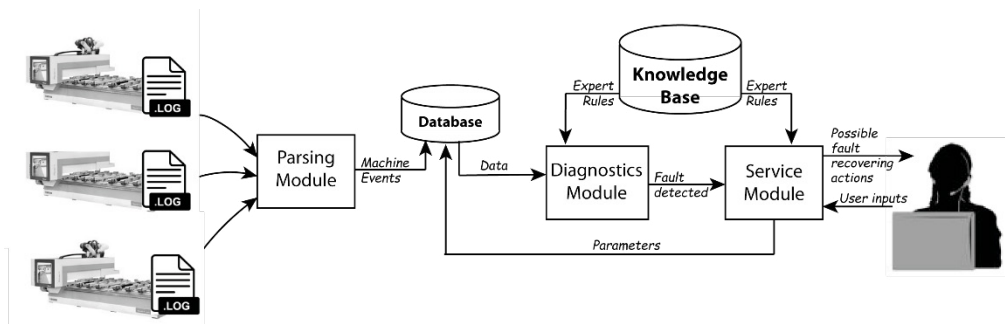 .LOG
.LOG
.LOG
Parsing
Module
Machine
Events
Database
Data
Expert
Rules
Knowledge
Base
Expert
Rules
Diagnostics
Module
Fault
detected
Service
Module
Possible
fault
recovering
actions
User inputs
Parameters